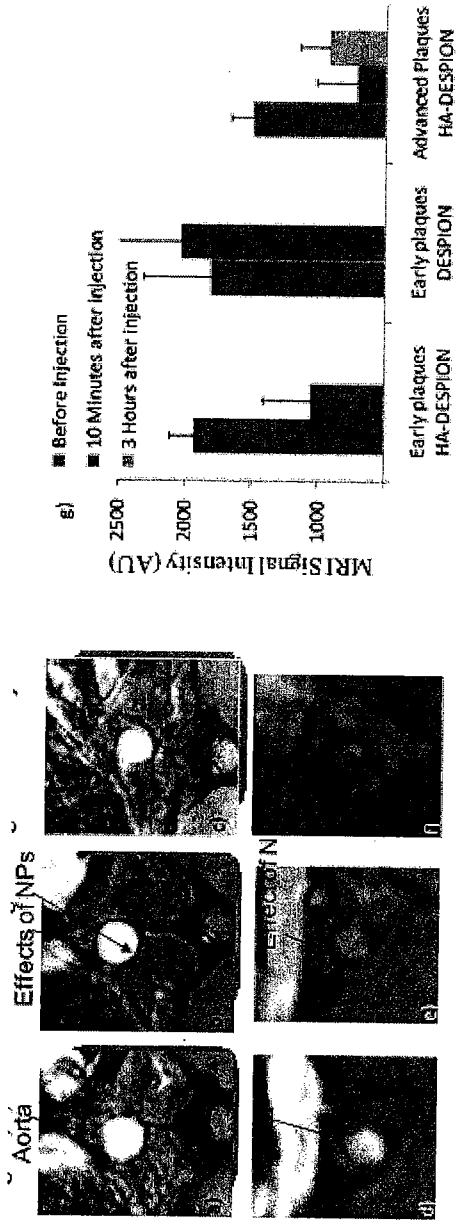 Aorta
Effects of NPs
c)
Effect of N
d)
e)
f)
g)
Before Injection
10 Minutes after injection
3 Hours after injection
MRI Signal Intensity (AU)
2500
2000
1500
1000
Early plaques
HA-DESPION
Early plaques
DESPION
Advanced Plaques
HA-DESPION